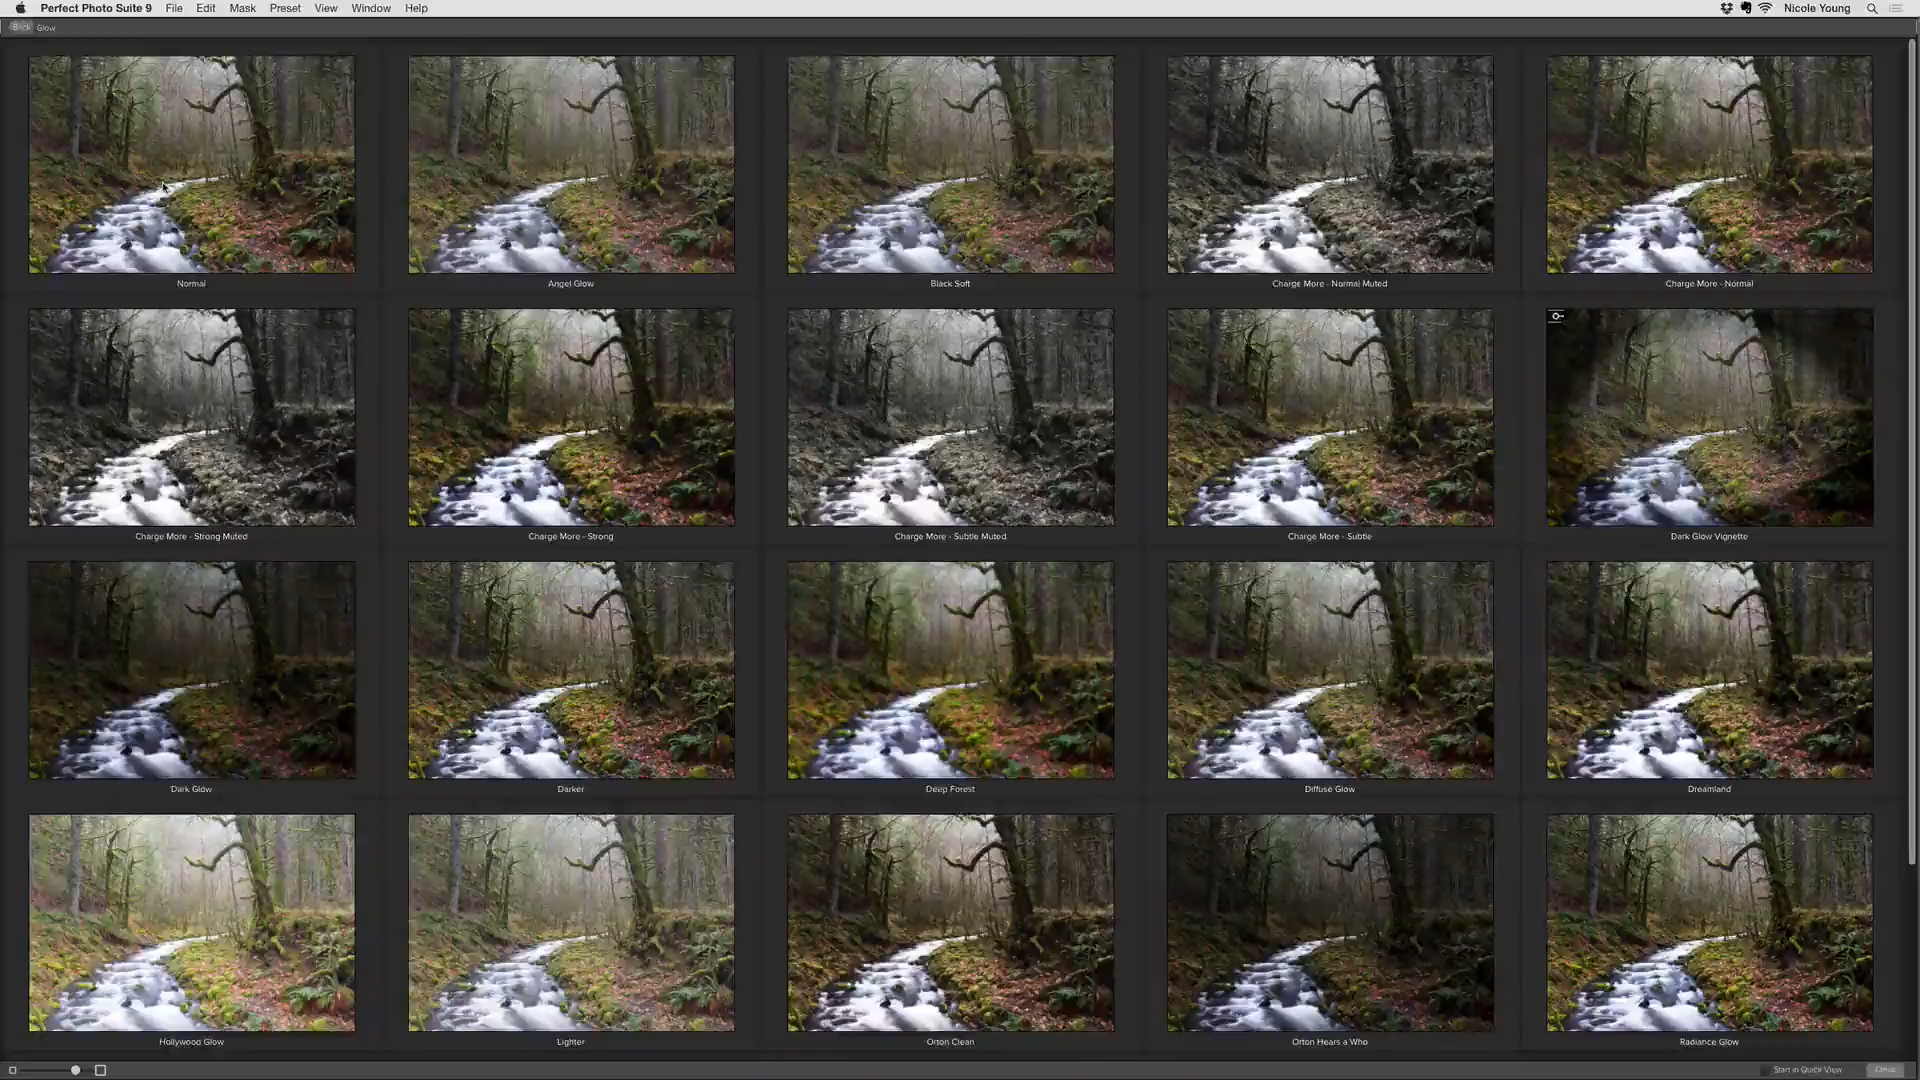 Perfect Photo Suite 9 File Edit Mask Preset View Window Help Nicole Young
Back Glow
Normal Angel Glow Black Soft Charge More - Normal Muted Charge More - Normal
Charge More - Strong Muted Charge More - Strong Charge More - Subtle Muted Charge More - Subtle Dark Glow Vignette
Dark Glow Darker Deep Forest Diffuse Glow Dreamland
Hollywood Glow Lighter Orton Clean Orton Hears a Who Radiance Glow
Start in Quick View